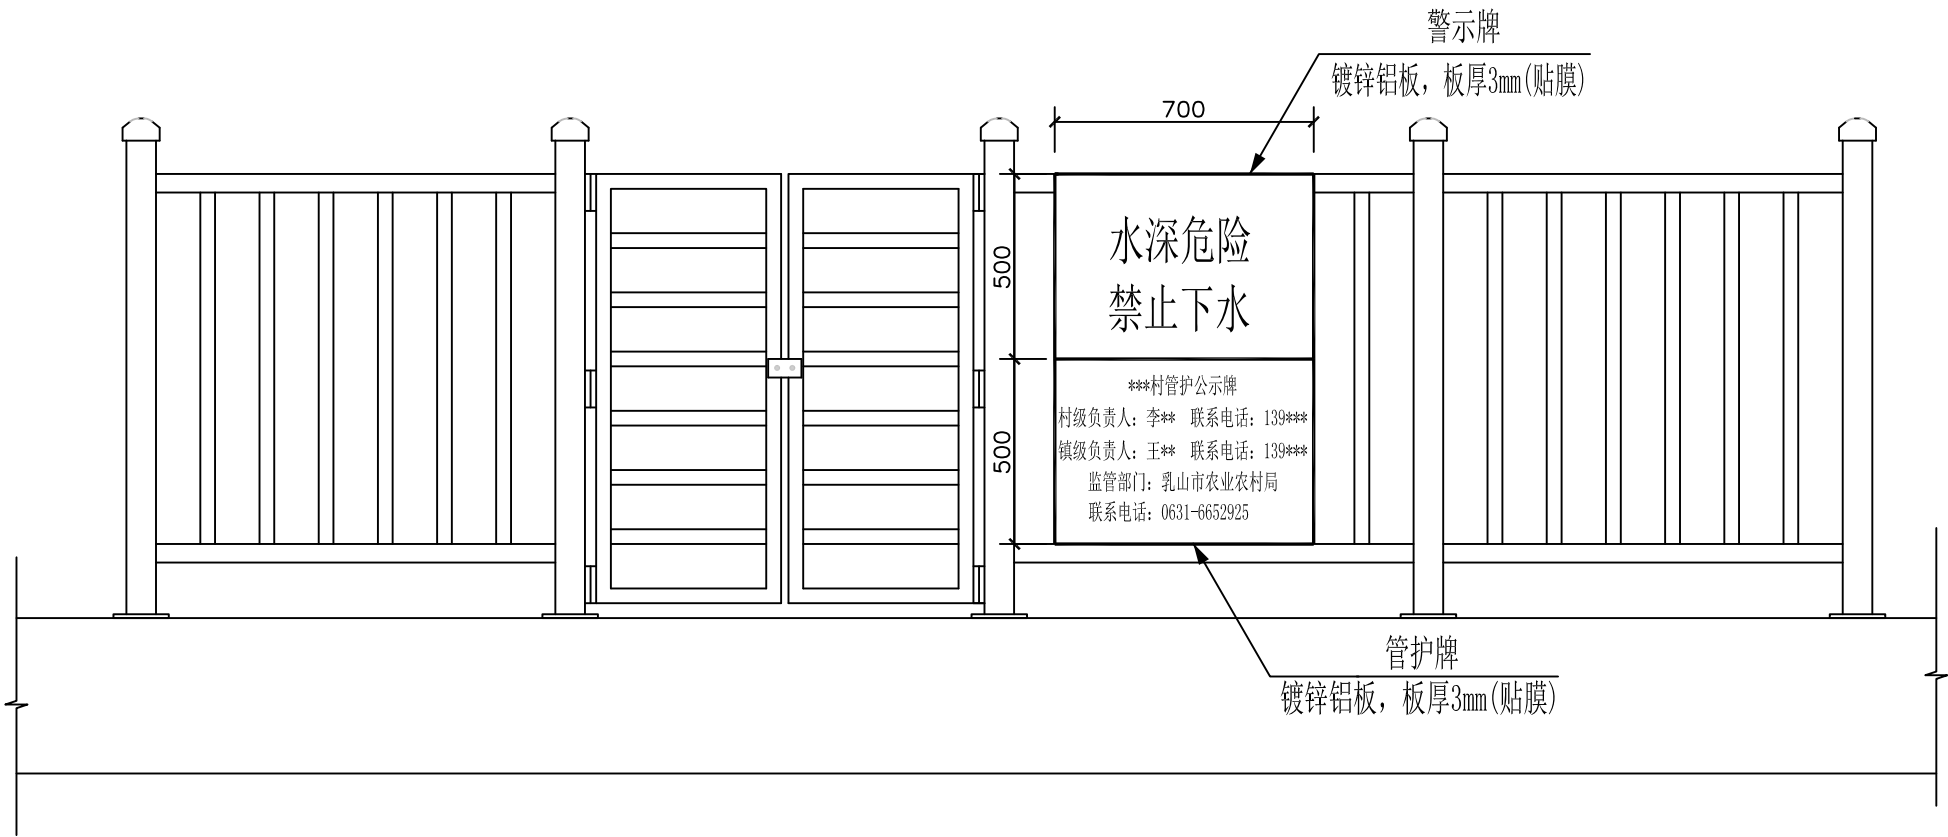 警示牌
镀锌铝板，板厚3mm(贴膜)
700
水深危险
禁止下水
500
***村管护公示牌
村级负责人：李** 联系电话：139***
镇级负责人：王** 联系电话：139***
监管部门：乳山市农业农村局
联系电话：0631-6652925
500
管护牌
镀锌铝板，板厚3mm(贴膜)